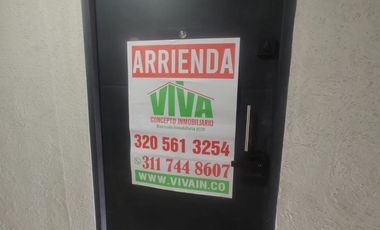 ARRIENDA
VIVA
CONCEPTO INMOBILIARIO
320 561 3254
311 744 8607
WWW.VIVAIN.CO